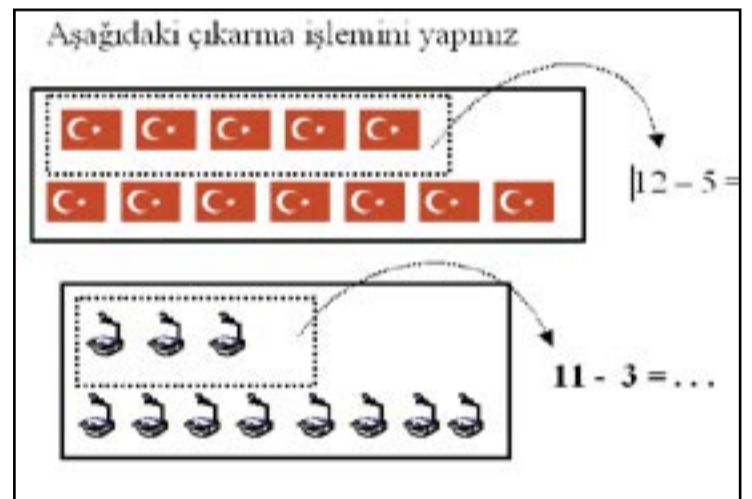 Aşağıdaki çıkarma işlemini yapınız
12 – 5 =
11 - 3 = . . .